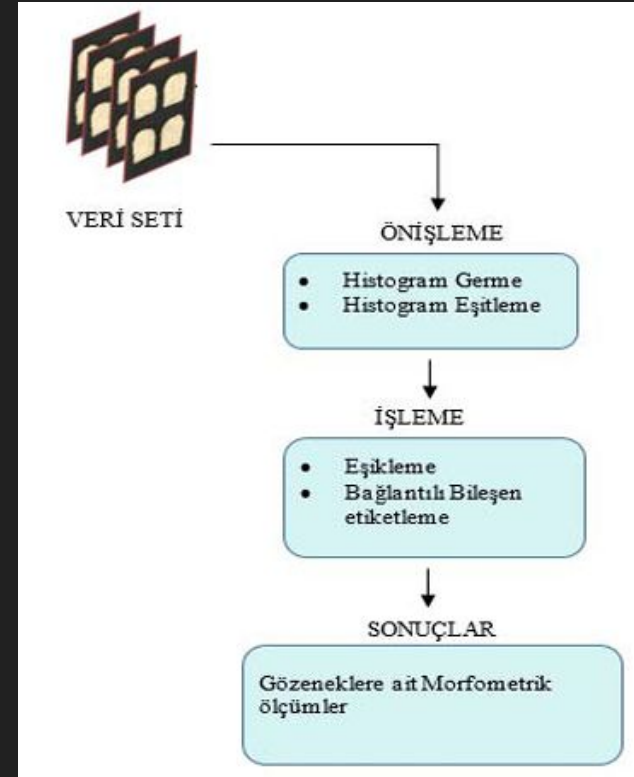 VERİ SETİ
ÖNİŞLEME
• Histogram Germe
• Histogram Eşitleme
İŞLEME
• Eşikleme
• Bağlantılı Bileşen
etiketleme
SONUÇLAR
Gözeneklere ait Morfometrik
ölçümler